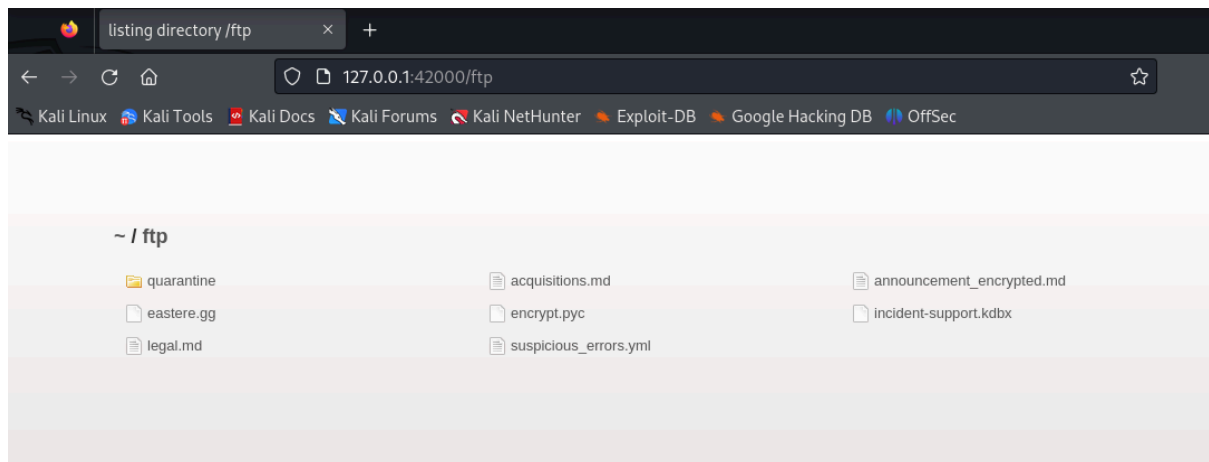 listing directory /ftp
127.0.0.1:42000/ftp
Kali Linux Kali Tools Kali Docs Kali Forums Kali NetHunter Exploit-DB Google Hacking DB OffSec
~ / ftp
quarantine acquisitions.md announcement_encrypted.md
eastere.gg encrypt.pyc incident-support.kdbx
legal.md suspicious_errors.yml